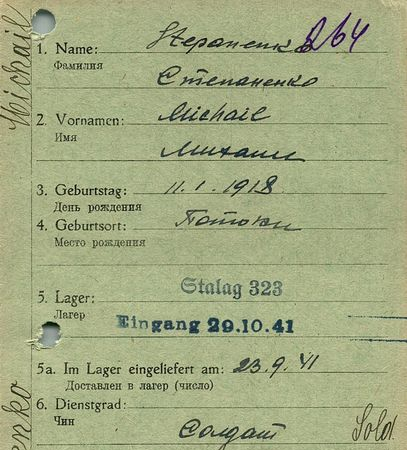 Michail
1. Name: Stepanenko 264
Фамилия
Степаненко
2. Vornamen: Michail
Имя
Михаил
3. Geburtstag: 11.1.1918
День рождения
4. Geburtsort: Потоки
Место рождения
5. Lager: Stalag 323
Лагер
Eingang 29.10.41
5a. Im Lager eingeliefert am: 23.9.41
Доставлен в лагер (число)
6. Dienstgrad:
Чин
Солдат Sold.
enko